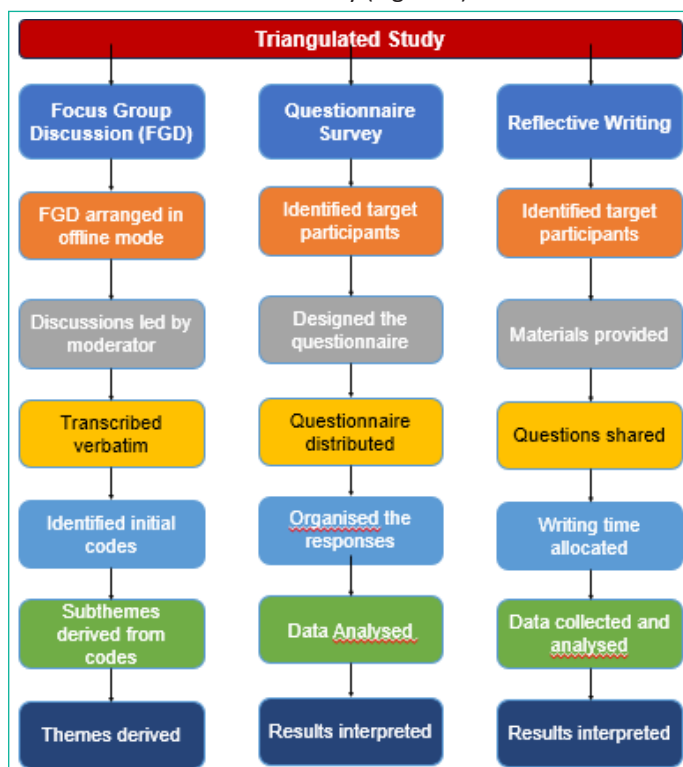 Triangulated Study
Focus Group
Discussion (FGD)
Questionnaire
Survey
Reflective Writing
FGD arranged in
offline mode
Identified target
participants
Identified target
participants
Discussions led by
moderator
Designed the
questionnaire
Materials provided
Transcribed
verbatim
Questionnaire
distributed
Questions shared
Identified initial
codes
Organised the
responses
Writing time
allocated
Subthemes
derived from
codes
Data Analysed
Data collected and
analysed
Themes derived
Results interpreted
Results interpreted